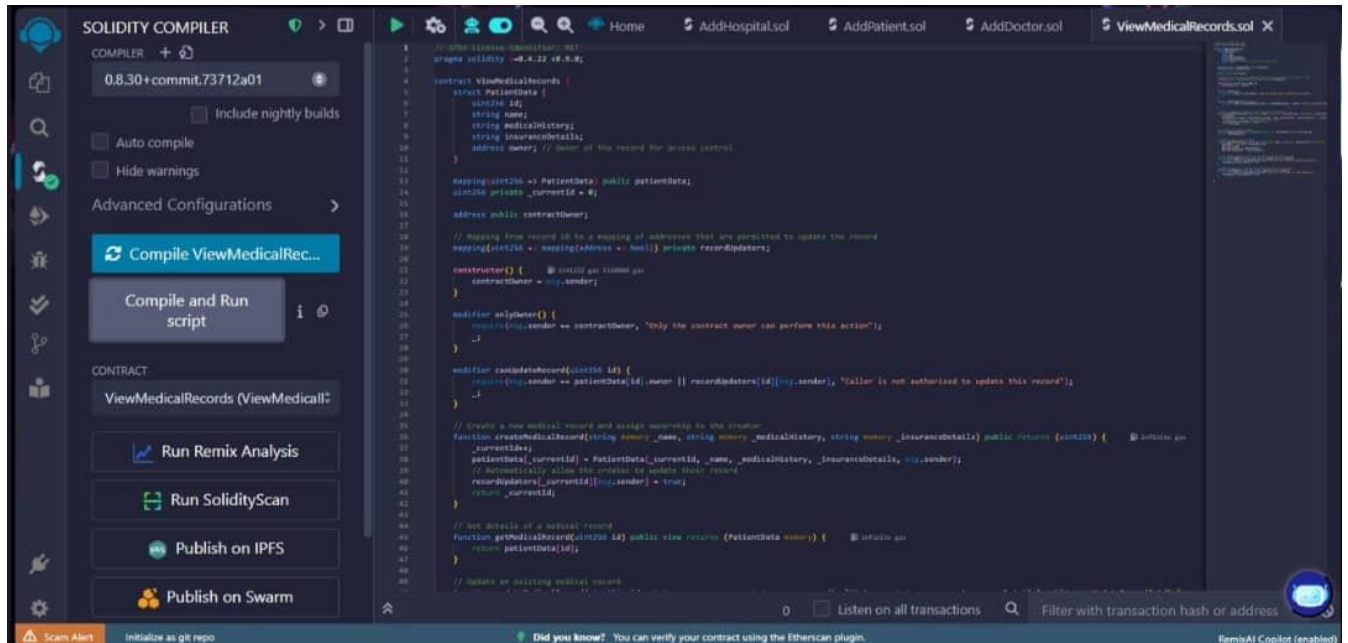 SOLIDITY COMPILER
COMPILER
0.8.30+commit.73712a01
Include nightly builds
Auto compile
Hide warnings
Advanced Configurations
Compile ViewMedicalRec...
Compile and Run script
CONTRACT
ViewMedicalRecords (ViewMedicalI
Run Remix Analysis
Run SolidityScan
Publish on IPFS
Publish on Swarm
Home
AddHospital.sol
AddPatient.sol
AddDoctor.sol
ViewMedicalRecords.sol
pragma solidity >=0.4.22 <0.9.0;
contract ViewMedicalRecords {
struct PatientData {
uint256 id;
string name;
string medicalHistory;
string insuranceDetails;
address owner; // Owner of the record for access control
}
mapping(uint256 => PatientData) public patientData;
uint256 private _currentId = 0;
address public contractOwner;
// Mapping from record ID to a mapping of addresses that are permitted to update the record
mapping(uint256 => mapping(address => bool)) private recordUpdaters;
constructor() {
contractOwner = msg.sender;
}
modifier onlyOwner() {
require(msg.sender == contractOwner, "Only the contract owner can perform this action");
_;
}
modifier canUpdateRecord(uint256 id) {
require(msg.sender == patientData[id].owner || recordUpdaters[id][msg.sender], "Caller is not authorized to update this record");
_;
}
// Create a new medical record and assign ownership to the creator
function createMedicalRecord(string memory _name, string memory _medicalHistory, string memory _insuranceDetails) public returns (uint256) { infinite gas
_currentId++;
patientData[_currentId] = PatientData(_currentId, _name, _medicalHistory, _insuranceDetails, msg.sender);
// Automatically allow the creator to update their record
recordUpdaters[_currentId][msg.sender] = true;
return _currentId;
}
// Get details of a medical record
function getMedicalRecord(uint256 id) public view returns (PatientData memory) { infinite gas
return patientData[id];
}
// Update an existing medical record
0
Listen on all transactions
Filter with transaction hash or address
Scam Alert
Initialize as git repo
Did you know? You can verify your contract using the Etherscan plugin.
RemixAI Copilot (enabled)